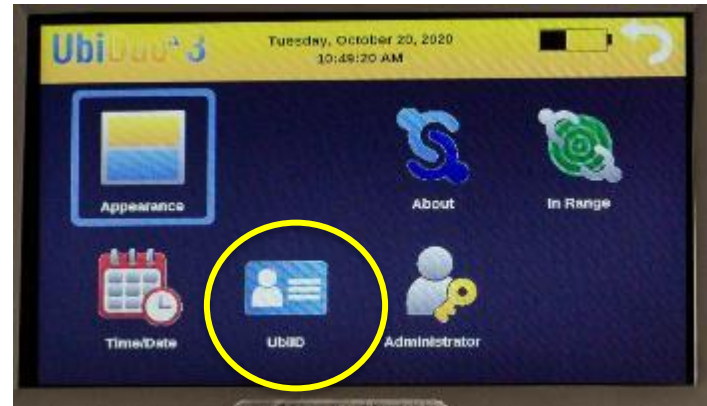 UbiDuo® 3
Tuesday, October 20, 2020
10:49:20 AM
Appearance
About
In Range
Time/Date
UbiID
Administrator